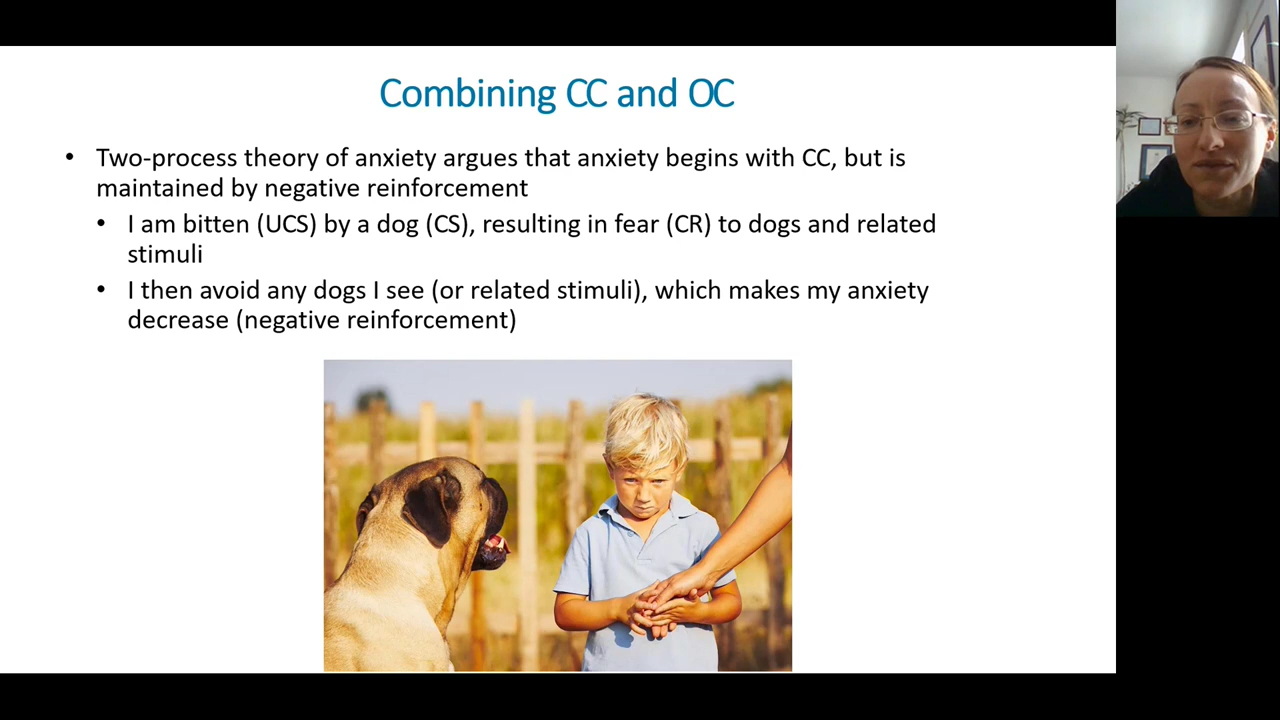 Combining CC and OC
• Two-process theory of anxiety argues that anxiety begins with CC, but is
maintained by negative reinforcement
• I am bitten (UCS) by a dog (CS), resulting in fear (CR) to dogs and related
stimuli
• I then avoid any dogs I see (or related stimuli), which makes my anxiety
decrease (negative reinforcement)